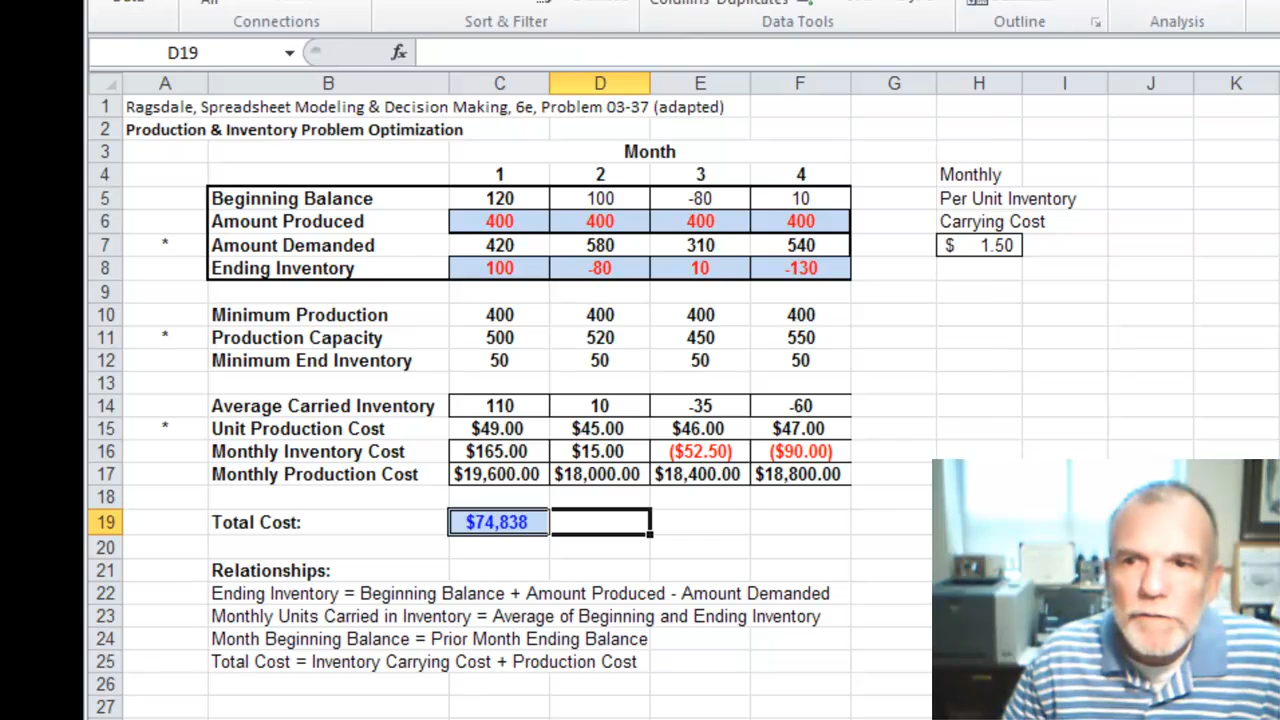 Connections Sort & Filter Data Tools Outline Analysis
D19 fx
A B C D E F G H I J K
1 Ragsdale, Spreadsheet Modeling & Decision Making, 6e, Problem 03-37 (adapted)
2 Production & Inventory Problem Optimization
3 Month
4 1 2 3 4 Monthly
5 Beginning Balance 120 100 -80 10 Per Unit Inventory
6 Amount Produced 400 400 400 400 Carrying Cost
7 * Amount Demanded 420 580 310 540 $ 1.50
8 Ending Inventory 100 -80 10 -130
9
10 Minimum Production 400 400 400 400
11 * Production Capacity 500 520 450 550
12 Minimum End Inventory 50 50 50 50
13
14 Average Carried Inventory 110 10 -35 -60
15 * Unit Production Cost $49.00 $45.00 $46.00 $47.00
16 Monthly Inventory Cost $165.00 $15.00 ($52.50) ($90.00)
17 Monthly Production Cost $19,600.00 $18,000.00 $18,400.00 $18,800.00
18
19 Total Cost: $74,838
20
21 Relationships:
22 Ending Inventory = Beginning Balance + Amount Produced - Amount Demanded
23 Monthly Units Carried in Inventory = Average of Beginning and Ending Inventory
24 Month Beginning Balance = Prior Month Ending Balance
25 Total Cost = Inventory Carrying Cost + Production Cost
26
27